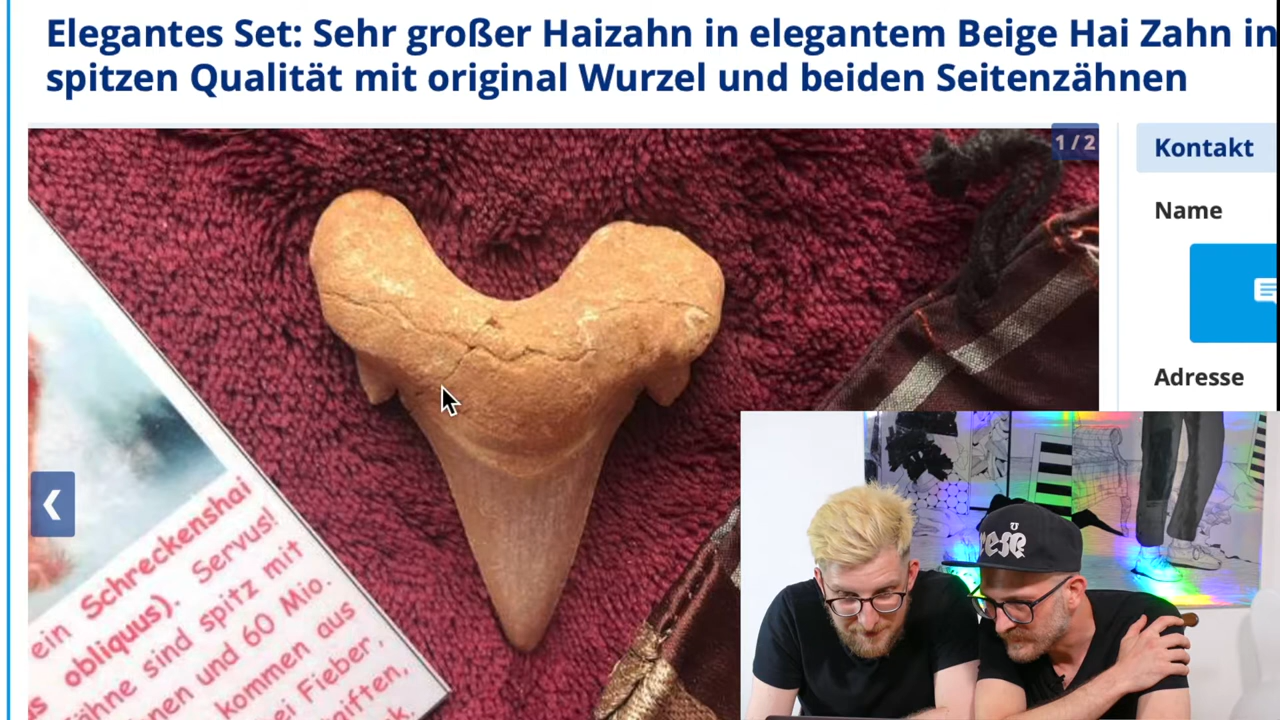 Elegantes Set: Sehr großer Haizahn in elegantem Beige Hai Zahn in
spitzen Qualität mit original Wurzel und beiden Seitenzähnen
1 / 2
Kontakt
Name
Adresse
ein Schreckenshai
obliquus). Servus!
sind spitz mit
und 60 Mio.
kommen aus
Fieber,